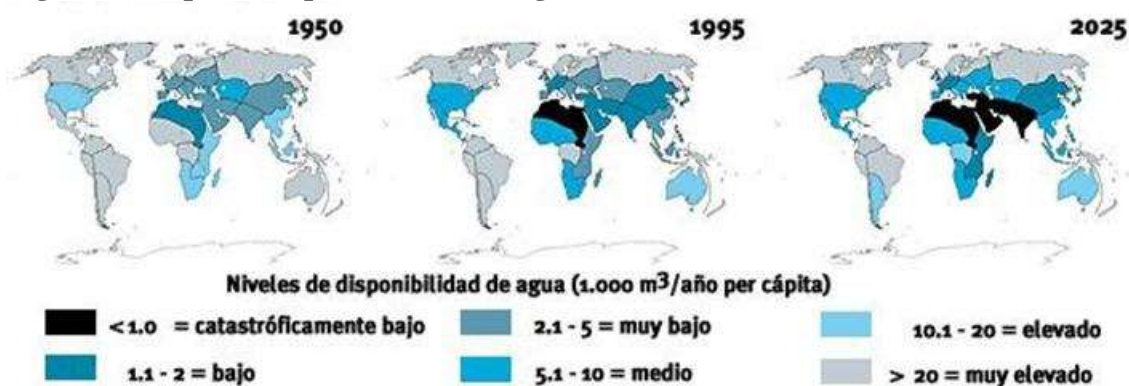 1950
1995
2025
Niveles de disponibilidad de agua (1.000 m3/año per cápita)
<1.0 = catastróficamente bajo
2.1 - 5 = muy bajo
10.1 - 20 = elevado
1.1 - 2 = bajo
5.1 - 10 = medio
> 20 = muy elevado